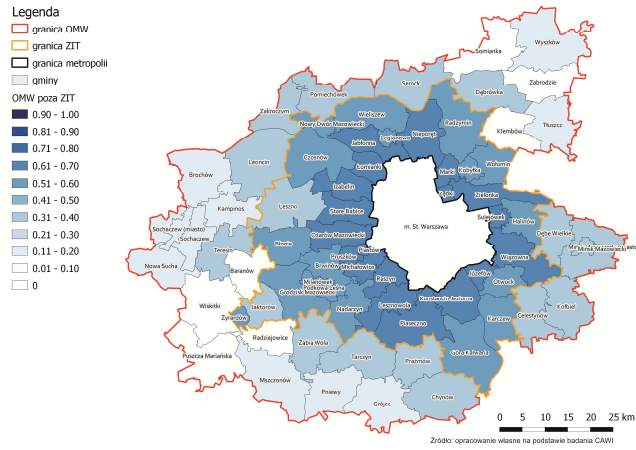 Legenda
granica OMW
granica ZIT
granica metropolii
gminy
OMW poza ZIT
0.90 - 1.00
0.81 - 0.90
0.71 - 0.80
0.61 - 0.70
0.51 - 0.60
0.41 - 0.50
0.31 - 0.40
0.21 - 0.30
0.11 - 0.20
0.01 - 0.10
0
Wyszków
Somianka
Zabrodzie
Serock
Dąbrówka
Pomiechówek
Zakroczym
Wieliszew
Nowy Dwór Mazowiecki
Radzymin
Tłuszcz
Klembów
Nieporęt
Legionowo
Jabłonna
Czosnów
Leoncin
Wołomin
Łomianki
Marki
Kobyłka
Brochów
Izabelin
Ząbki
Zielonka
Kampinos
Leszno
Stare Babice
Sulejówek
Halinów
m. St. Warszawa
Sochaczew (miasto)
Dębe Wielkie
Ożarów Mazowiecki
Sochaczew
Błonie
Mińsk Mazowiecki
Teresin
Piastów
Pruszków
Wiązowna
Nowa Sucha
Baranów
Brwinów
Michałowice
Józefów
Raszyn
Milanówek
Otwock
Podkowa Leśna
Grodzisk Mazowiecki
Konstancin-Jeziorna
Wiskitki
Jaktorów
Nadarzyn
Lesznowola
Kołbiel
Żyrardów
Celestynów
Karczew
Piaseczno
Radziejowice
Żabia Wola
Puszcza Mariańska
Góra Kalwaria
Tarczyn
Prażmów
Mszczonów
Pniewy
Chynów
Grójec
0 5 10 15 20 25 km
Źródło: opracowanie własne na podstawie badania CAWI